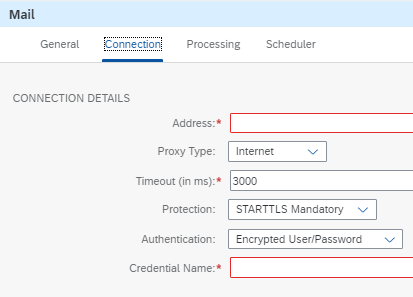 Mail
General Connection Processing Scheduler
CONNECTION DETAILS
Address:*
Proxy Type: Internet
Timeout (in ms):* 3000
Protection: STARTTLS Mandatory
Authentication: Encrypted User/Password
Credential Name:*